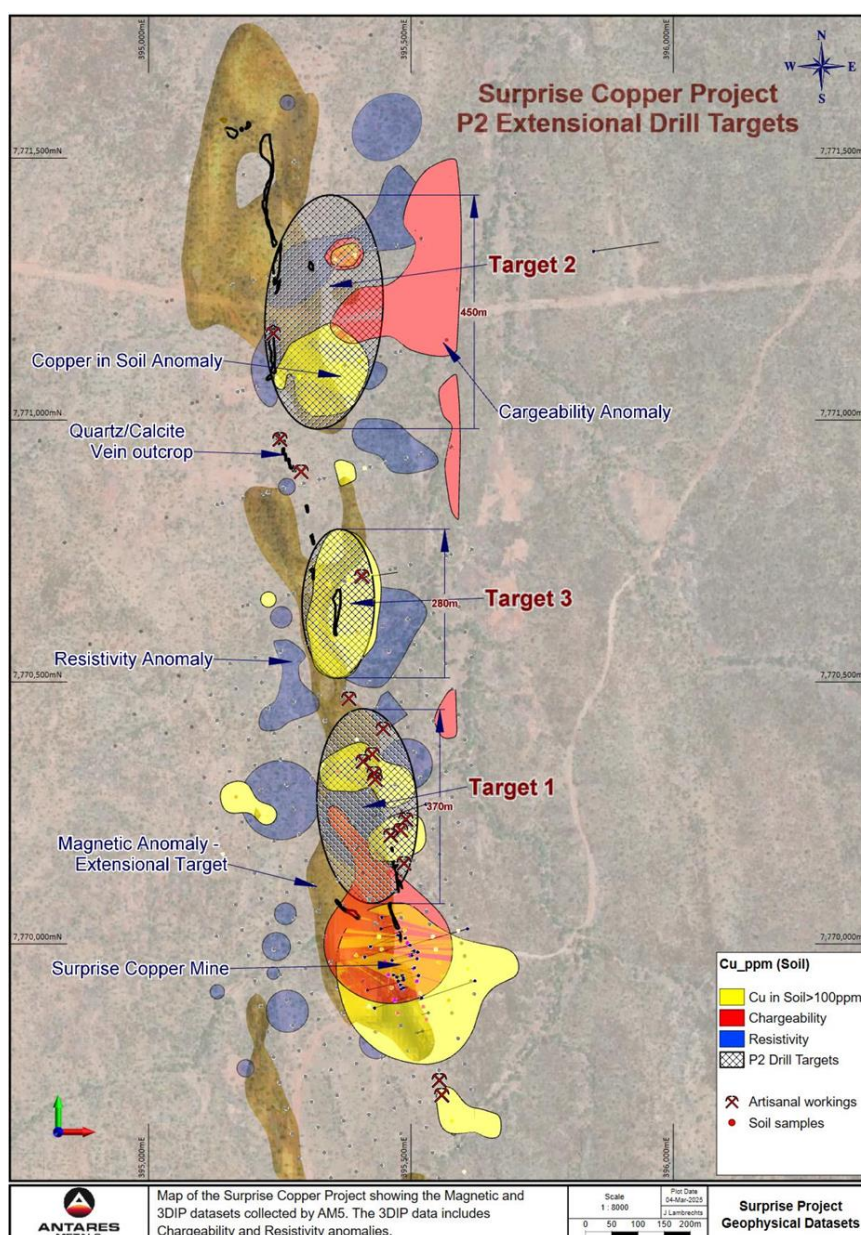 395,000mE
395,500mE
396,000mE
N
W
E
S
Surprise Copper Project
P2 Extensional Drill Targets
7,771,500mN
7,771,500mN
Target 2
450m
Copper in Soil Anomaly
Cargeability Anomaly
7,771,000mN
7,771,000mN
Quartz/Calcite
Vein outcrop
Target 3
280m
Resistivity Anomaly
7,770,500mN
7,770,500mN
Target 1
370m
Magnetic Anomaly -
Extensional Target
7,770,000mN
7,770,000mN
Surprise Copper Mine
Cu_ppm (Soil)
Cu in Soil>100ppm
Chargeability
Resistivity
P2 Drill Targets
Artisanal workings
Soil samples
395,000mE
395,500mE
396,000mE
ANTARES
METALS
Map of the Surprise Copper Project showing the Magnetic and
3DIP datasets collected by AM5. The 3DIP data includes
Chargeability and Resistivity anomalies.
Scale
1 : 8000
Plot Date
04-Mar-2025
J Lambrechts
0 50 100 150 200m
Surprise Project
Geophysical Datasets